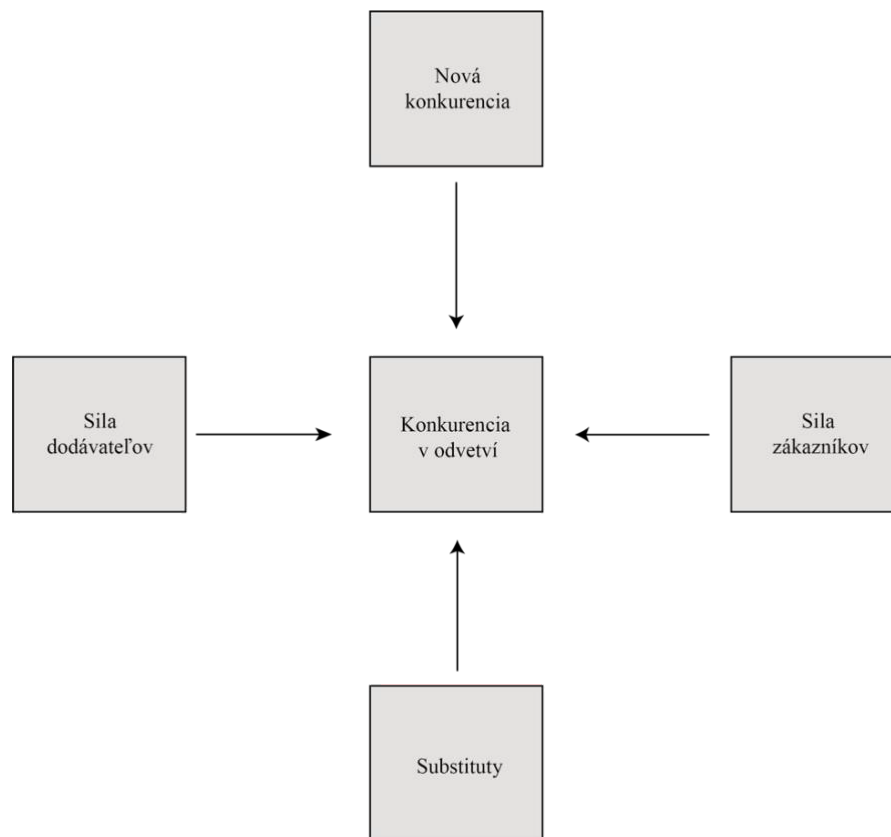 Nová
konkurencia
Sila
dodávateľov
Konkurencia
v odvetví
Sila
zákazníkov
Substituty